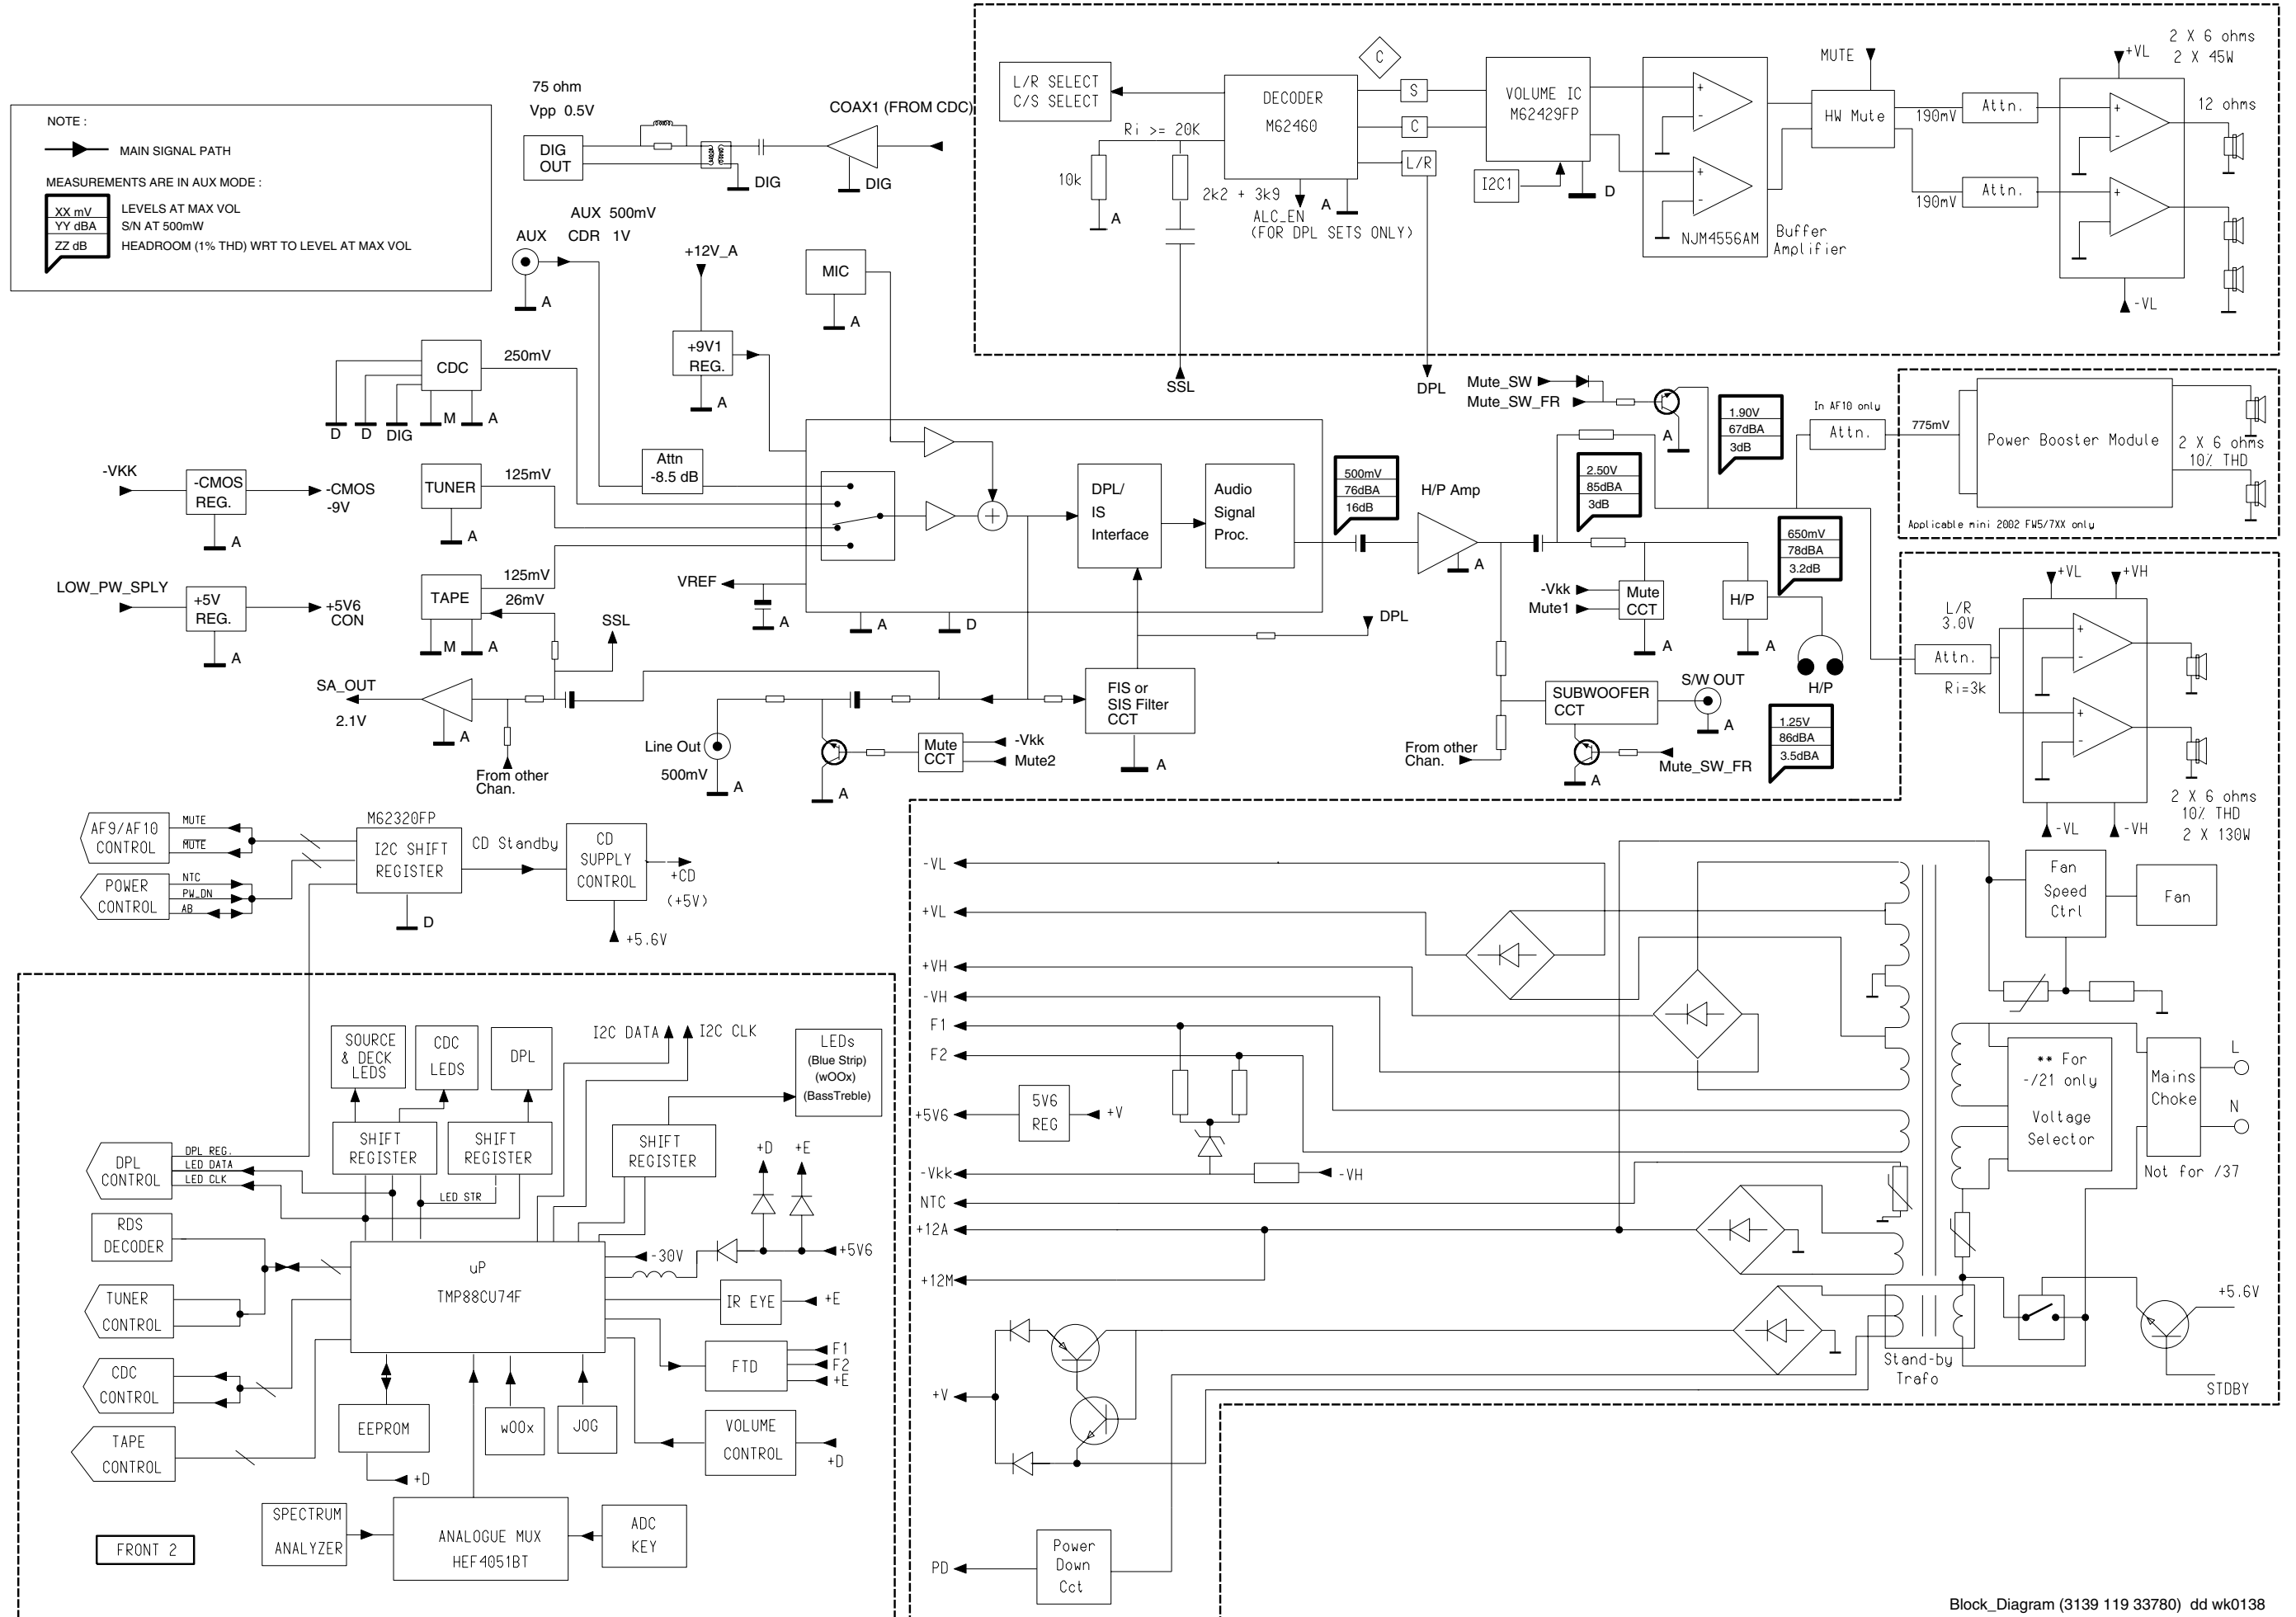 NOTE :
MAIN SIGNAL PATH
MEASUREMENTS ARE IN AUX MODE :
XX mV
LEVELS AT MAX VOL
YY dBA
S/N AT 500mW
ZZ dB
HEADROOM (1% THD) WRT TO LEVEL AT MAX VOL
75 ohm
Vpp 0.5V
DIG
OUT
COAX1 (FROM CDC)
DIG
DIG
AUX 500mV
AUX
CDR 1V
A
+12V_A
+9V1
REG.
A
MIC
A
L/R SELECT
C/S SELECT
Ri >= 20K
10k
A
2k2 + 3k9
DECODER
M62460
ALC_EN
(FOR DPL SETS ONLY)
A
C
S
C
L/R
VOLUME IC
M62429FP
I2C1
D
NJM4556AM
Buffer
Amplifier
MUTE
HW Mute
190mV
Attn.
190mV
Attn.
+VL
2 X 6 ohms
2 X 45W
12 ohms
-VL
SSL
DPL
CDC
250mV
D
D
DIG
M
A
-VKK
-CMOS
REG.
-CMOS
-9V
A
TUNER
125mV
A
Attn
-8.5 dB
LOW_PW_SPLY
+5V
REG.
+5V6
CON
A
TAPE
125mV
26mV
M
A
SSL
VREF
A
A
D
DPL/
IS
Interface
Audio
Signal
Proc.
500mV
76dBA
16dB
H/P Amp
A
Mute_SW
Mute_SW_FR
A
2.50V
85dBA
3dB
1.90V
67dBA
3dB
In AF10 only
Attn.
775mV
Power Booster Module
2 X 6 ohms
10% THD
Applicable mini 2002 FW5/7XX only
-Vkk
Mute1
Mute
CCT
A
650mV
78dBA
3.2dB
H/P
A
H/P
DPL
SA_OUT
2.1V
A
From other
Chan.
Line Out
500mV
A
A
Mute
CCT
-Vkk
Mute2
FIS or
SIS Filter
CCT
A
From other
Chan.
SUBWOOFER
CCT
S/W OUT
A
A
Mute_SW_FR
1.25V
86dBA
3.5dBA
L/R
3.0V
Attn.
Ri=3k
+VL
+VH
-VL
-VH
2 X 6 ohms
10% THD
2 X 130W
AF9/AF10
CONTROL
MUTE
MUTE
POWER
CONTROL
NTC
PW_DN
AB
M62320FP
I2C SHIFT
REGISTER
D
CD Standby
CD
SUPPLY
CONTROL
+CD
(+5V)
+5.6V
SOURCE
& DECK
LEDS
CDC
LEDS
DPL
I2C DATA
I2C CLK
LEDs
(Blue Strip)
(wOOx)
(BassTreble)
SHIFT
REGISTER
SHIFT
REGISTER
SHIFT
REGISTER
DPL
CONTROL
DPL REG.
LED DATA
LED CLK
LED STR
+D
+E
RDS
DECODER
TUNER
CONTROL
CDC
CONTROL
TAPE
CONTROL
uP
TMP88CU74F
-30V
+5V6
IR EYE
+E
FTD
F1
F2
+E
VOLUME
CONTROL
+D
EEPROM
+D
wOOx
JOG
SPECTRUM
ANALYZER
ANALOGUE MUX
HEF4051BT
ADC
KEY
FRONT 2
-VL
+VL
+VH
-VH
F1
F2
+5V6
5V6
REG
+V
-Vkk
-VH
NTC
+12A
+12M
+V
PD
Power
Down
Cct
Fan
Speed
Ctrl
Fan
** For
-/21 only
Voltage
Selector
Mains
Choke
L
N
Not for /37
Stand-by
Trafo
+5.6V
STDBY
Block_Diagram (3139 119 33780) dd wk0138